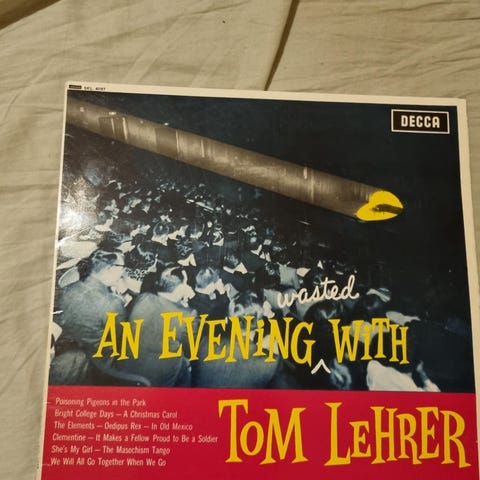 SKL. 4097
DECCA
wasted
AN EVENING WITH
TOM LEHRER
Poisoning Pigeons in the Park
Bright College Days — A Christmas Carol
The Elements — Oedipus Rex — In Old Mexico
Clementine — It Makes a Fellow Proud to Be a Soldier
She's My Girl — The Masochism Tango
We Will All Go Together When We Go